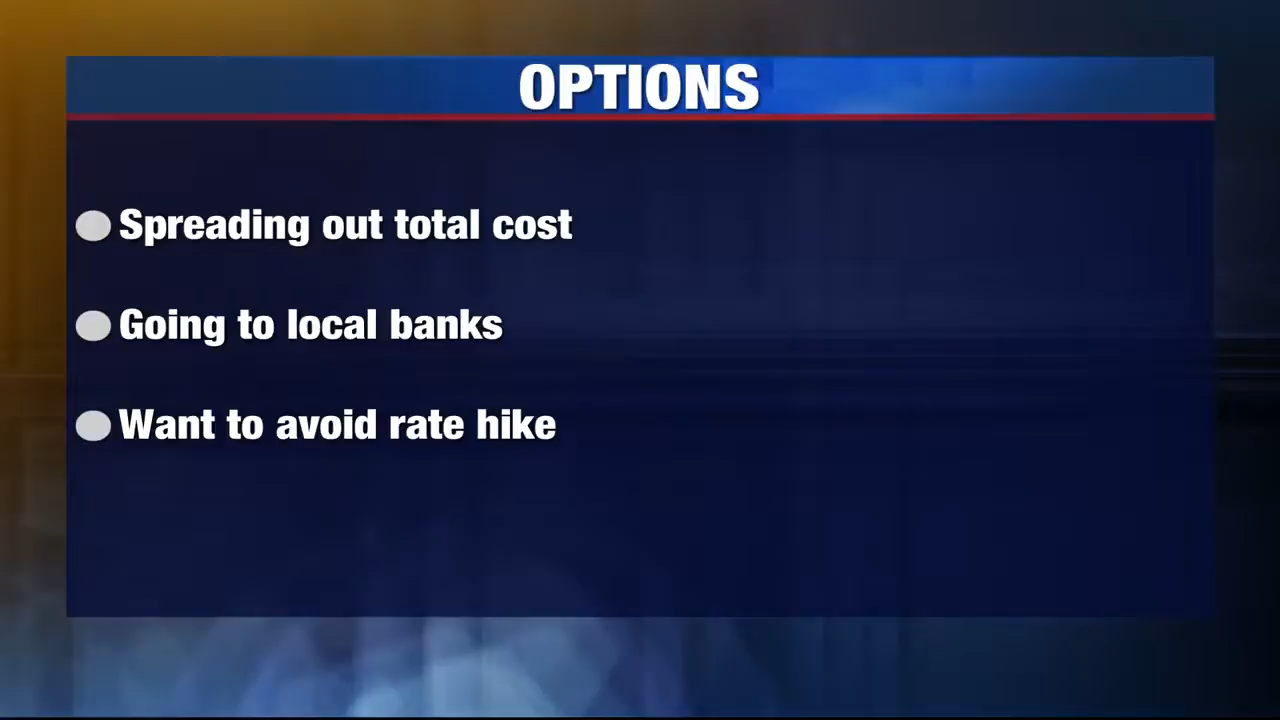 OPTIONS
Spreading out total cost
Going to local banks
Want to avoid rate hike